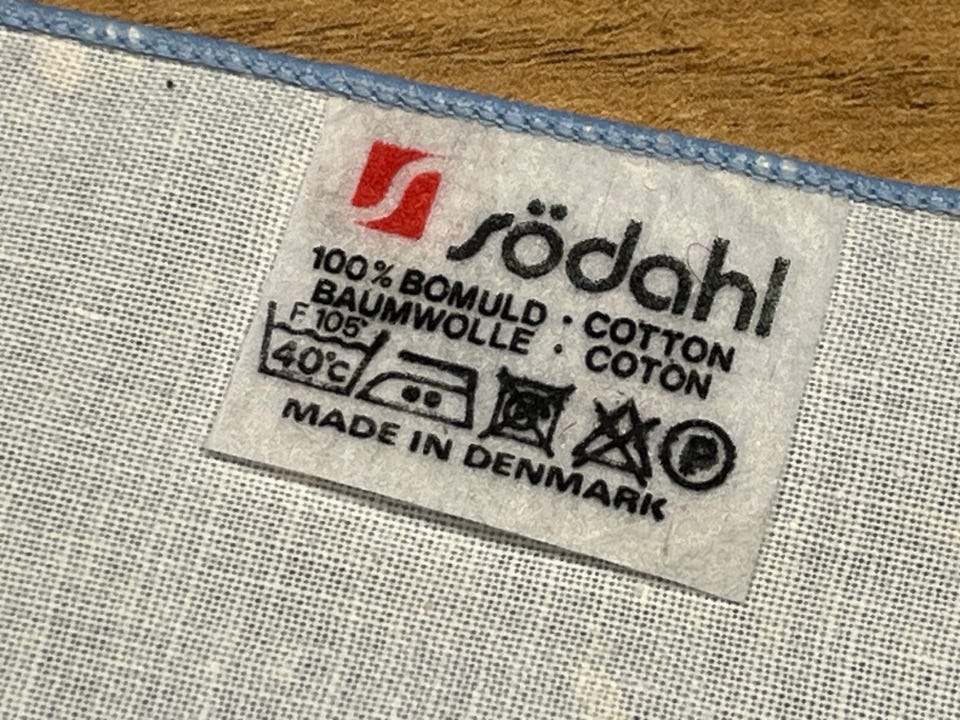 södahl
100% BOMULD · COTTON
BAUMWOLLE · COTON
F 105°
40°C
P
MADE IN DENMARK